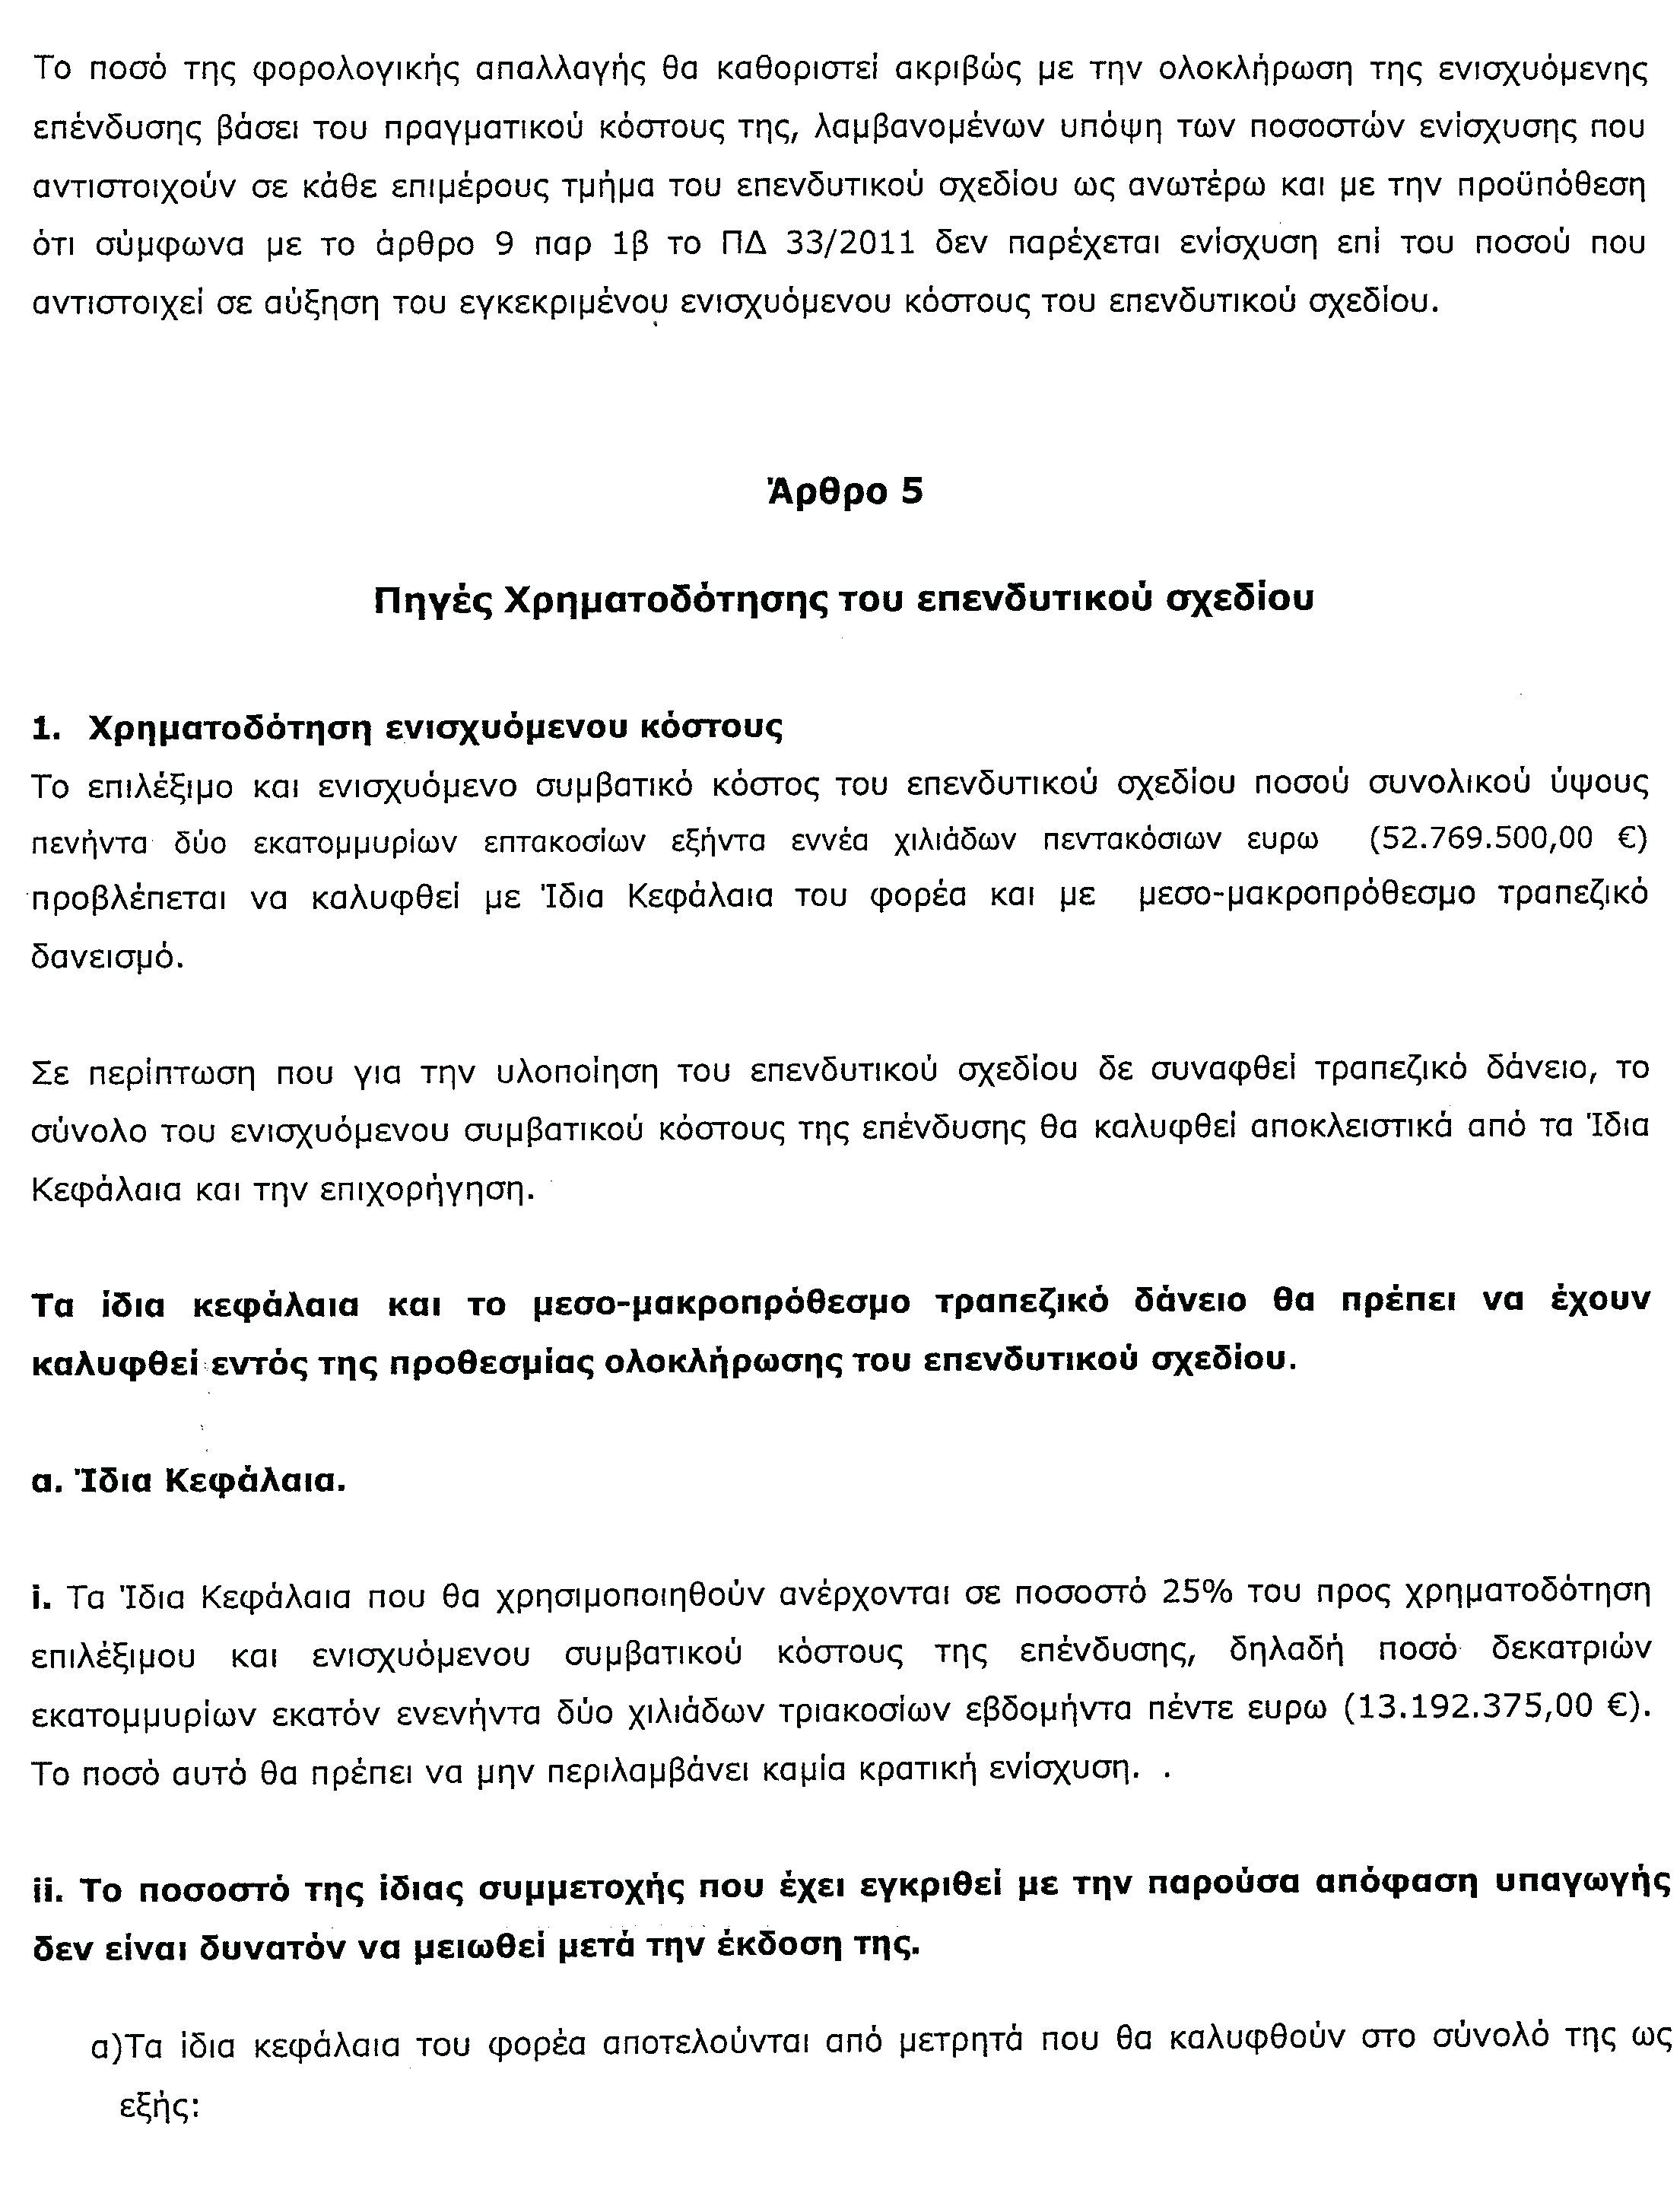 Το ποσό της φορολογικής απαλλαγής θα καθοριστεί ακριβώς με την ολοκλήρωση της ενισχυόμενης
επένδυσης βάσει του πραγματικού κόστους της, λαμβανομένων υπόψη των ποσοστών ενίσχυσης που
αντιστοιχούν σε κάθε επιμέρους τμήμα του επενδυτικού σχεδίου ως ανωτέρω και με την προϋπόθεση
ότι σύμφωνα με το άρθρο 9 παρ 1β το ΠΔ 33/2011 δεν παρέχεται ενίσχυση επί του ποσού που
αντιστοιχεί σε αύξηση του εγκεκριμένου ενισχυόμενου κόστους του επενδυτικού σχεδίου.
Άρθρο 5
Πηγές Χρηματοδότησης του επενδυτικού σχεδίου
1. Χρηματοδότηση ενισχυόμενου κόστους
Το επιλέξιμο και ενισχυόμενο συμβατικό κόστος του επενδυτικού σχεδίου ποσού συνολικού ύψους
πενήντα δύο εκατομμυρίων επτακοσίων εξήντα εννέα χιλιάδων πεντακόσιων ευρω (52.769.500,00 €)
προβλέπεται να καλυφθεί με Ίδια Κεφάλαια του φορέα και με μεσο-μακροπρόθεσμο τραπεζικό
δανεισμό.
Σε περίπτωση που για την υλοποίηση του επενδυτικού σχεδίου δε συναφθεί τραπεζικό δάνειο, το
σύνολο του ενισχυόμενου συμβατικού κόστους της επένδυσης θα καλυφθεί αποκλειστικά από τα Ίδια
Κεφάλαια και την επιχορήγηση.
Τα ίδια κεφάλαια και το μεσο-μακροπρόθεσμο τραπεζικό δάνειο θα πρέπει να έχουν
καλυφθεί εντός της προθεσμίας ολοκλήρωσης του επενδυτικού σχεδίου.
α. Ίδια Κεφάλαια.
i. Τα Ίδια Κεφάλαια που θα χρησιμοποιηθούν ανέρχονται σε ποσοστό 25% του προς χρηματοδότηση
επιλέξιμου και ενισχυόμενου συμβατικού κόστους της επένδυσης, δηλαδή ποσό δεκατριών
εκατομμυρίων εκατόν ενενήντα δύο χιλιάδων τριακοσίων εβδομήντα πέντε ευρω (13.192.375,00 €).
Το ποσό αυτό θα πρέπει να μην περιλαμβάνει καμία κρατική ενίσχυση. .
ii. Το ποσοστό της ίδιας συμμετοχής που έχει εγκριθεί με την παρούσα απόφαση υπαγωγής
δεν είναι δυνατόν να μειωθεί μετά την έκδοση της.
α)Τα ίδια κεφάλαια του φορέα αποτελούνται από μετρητά που θα καλυφθούν στο σύνολό της ως
εξής: